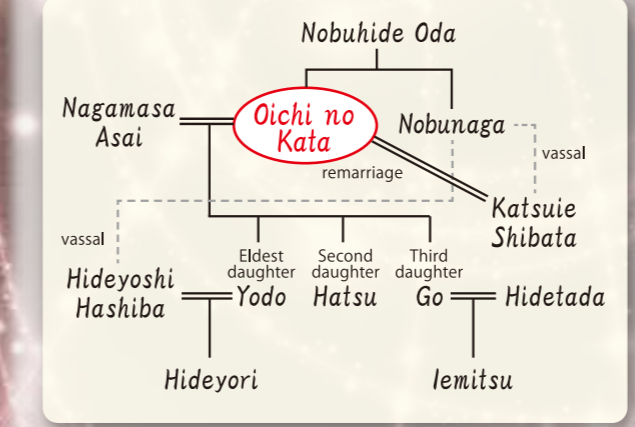 Nobuhide Oda
Nagamasa
Asai
Oichi no
Kata
Nobunaga
vassal
remarriage
Katsuie
Shibata
vassal
Eldest
daughter
Second
daughter
Third
daughter
Hideyoshi
Hashiba
Yodo
Hatsu
Go
Hidetada
Hideyori
Iemitsu